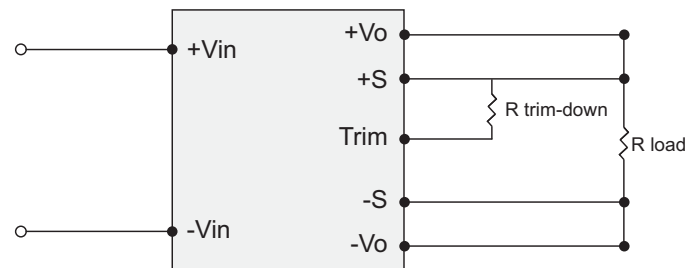 +Vo
+Vin
+S
R trim-down
Trim
R load
-S
-Vin
-Vo